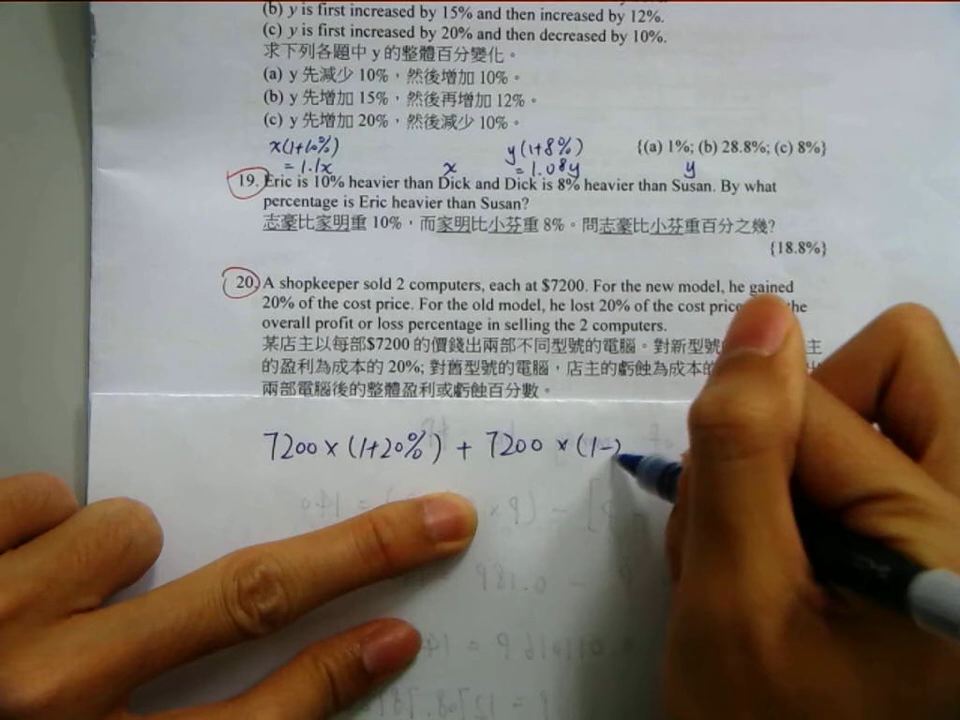 (b) y is first increased by 15% and then increased by 12%.
(c) y is first increased by 20% and then decreased by 10%.
求下列各題中 y 的整體百分變化。
(a) y 先減少 10%，然後增加 10%。
(b) y 先增加 15%，然後再增加 12%。
(c) y 先增加 20%，然後減少 10%。
{(a) 1%; (b) 28.8%; (c) 8%}
x(1+10%) y(1+8%)
= 1.1x x = 1.08y y
19. Eric is 10% heavier than Dick and Dick is 8% heavier than Susan. By what
percentage is Eric heavier than Susan?
志豪比家明重 10%，而家明比小芬重 8%。問志豪比小芬重百分之幾?
{18.8%}
20. A shopkeeper sold 2 computers, each at $7200. For the new model, he gained
20% of the cost price. For the old model, he lost 20% of the cost price he
overall profit or loss percentage in selling the 2 computers.
某店主以每部$7200 的價錢出兩部不同型號的電腦。對新型號 主
的盈利為成本的 20%; 對舊型號的電腦，店主的虧蝕為成本的 出
兩部電腦後的整體盈利或虧蝕百分數。
7200 × (1+20%) + 7200 × (1-2